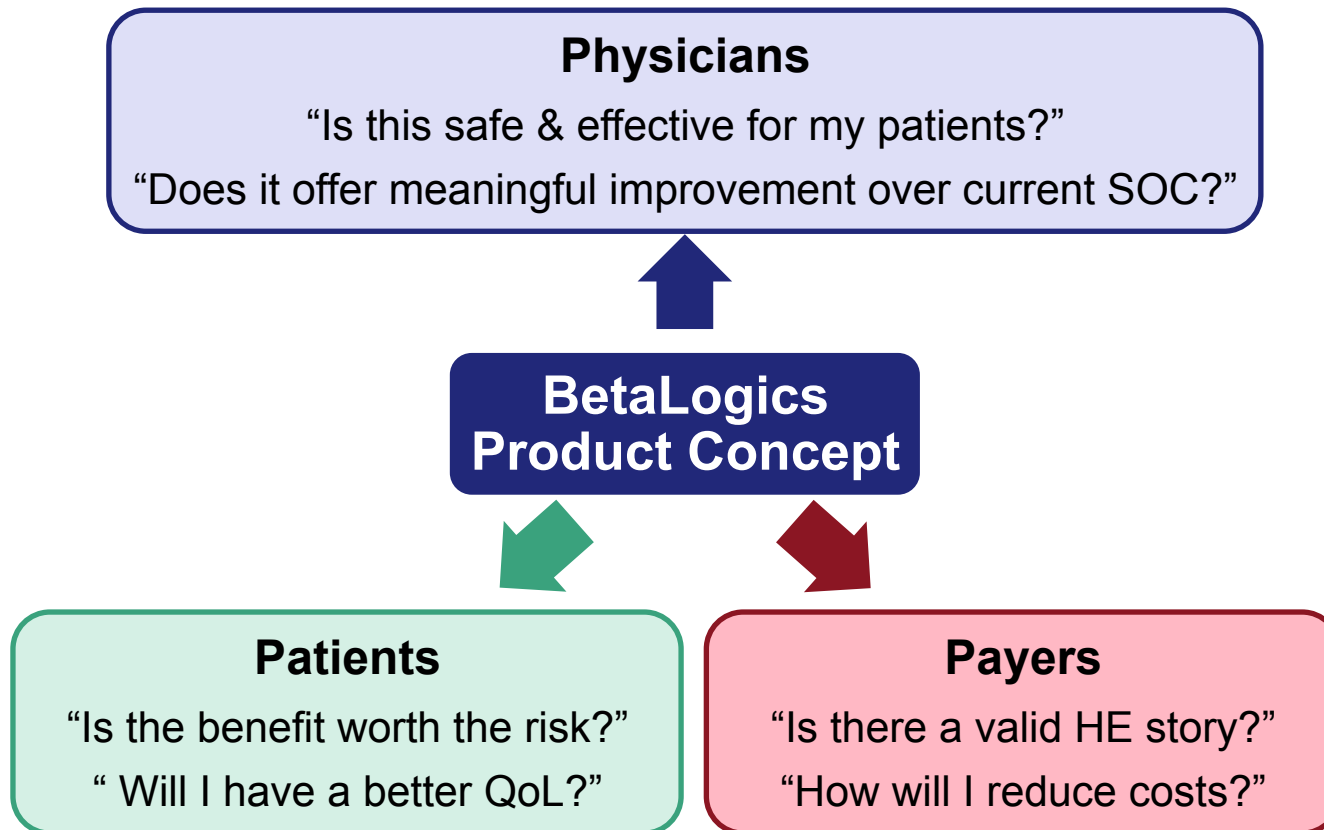 Physicians
“Is this safe & effective for my patients?”
“Does it offer meaningful improvement over current SOC?”
BetaLogics
Product Concept
Patients
“Is the benefit worth the risk?”
“ Will I have a better QoL?”
Payers
“Is there a valid HE story?”
“How will I reduce costs?”